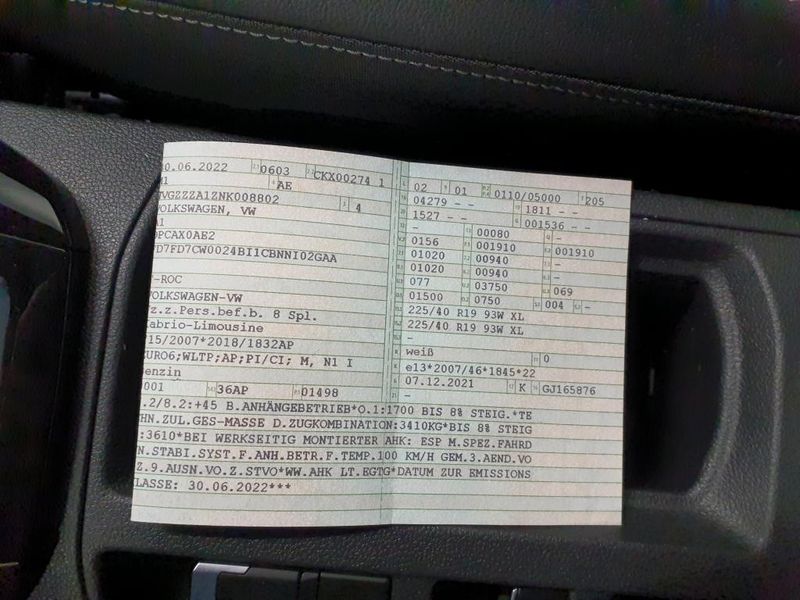 0.06.2022 0603 CKX00274 1
M1 AE
WVGZZZA1ZNK008802 2 4
VOLKSWAGEN, VW
A1
DPCAX0AE2
FD7FD7CW0024BI1CBNNI02GAA
-ROC
VOLKSWAGEN-VW
z.z.Pers.bef.b. 8 Spl.
abrio-Limousine
15/2007*2018/1832AP
EURO6;WLTP;AP;PI/CI; M, N1 I
enzin
001 36AP 01498
02 01 0110/05000 205
04279 - - 1811 - -
1527 - - 001536 - -
- 00080 -
0156 001910 001910
01020 00940 -
01020 00940 -
077 03750 069
01500 0750 004 -
225/40 R19 93W XL
225/40 R19 93W XL
-
weiß 0
e13*2007/46*1845*22
07.12.2021 K GJ165876
-
.2/8.2:+45 B.ANHÄNGEBETRIEB*O.1:1700 BIS 8% STEIG.*TE
HN.ZUL.GES-MASSE D.ZUGKOMBINATION:3410KG*BIS 8% STEIG
:3610*BEI WERKSEITIG MONTIERTER AHK: ESP M.SPEZ.FAHRD
N.STABI.SYST.F.ANH.BETR.F.TEMP.100 KM/H GEM.3.AEND.VO
Z.9.AUSN.VO.Z.STVO*WW.AHK LT.EGTG*DATUM ZUR EMISSIONS
LASSE: 30.06.2022***